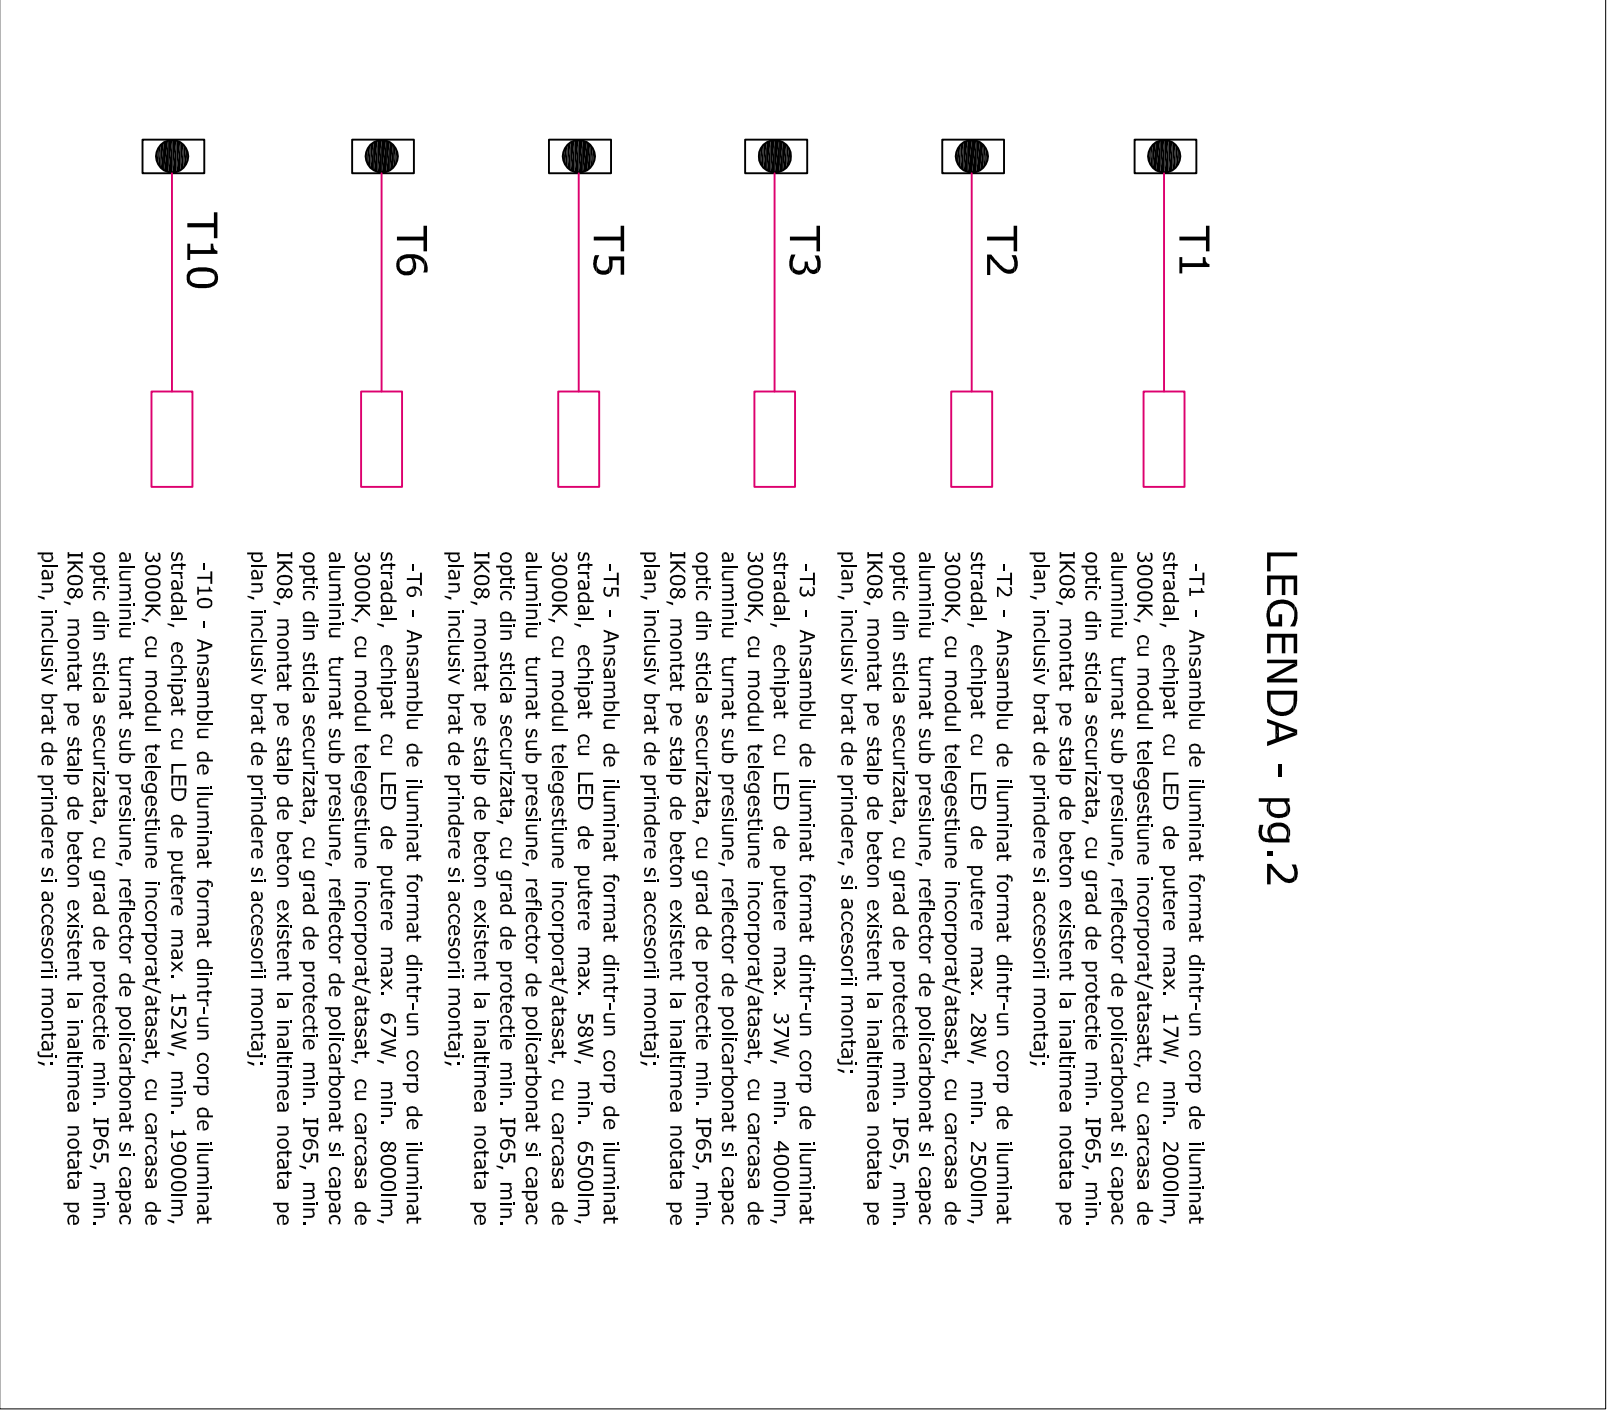 LEGENDA - pg.2
T1
-T1 - Ansamblu de iluminat format dintr-un corp de iluminat
stradal, echipat cu LED de putere max. 17W, min. 2000lm,
3000K, cu modul telegestiune incorporat/atasatt, cu carcasa de
aluminiu turnat sub presiune, reflector de policarbonat si capac
optic din sticla securizata, cu grad de protectie min. IP65, min.
IK08, montat pe stalp de beton existent la inaltimea notata pe
plan, inclusiv brat de prindere si accesorii montaj;
T2
-T2 - Ansamblu de iluminat format dintr-un corp de iluminat
stradal, echipat cu LED de putere max. 28W, min. 2500lm,
3000K, cu modul telegestiune incorporat/atasat, cu carcasa de
aluminiu turnat sub presiune, reflector de policarbonat si capac
optic din sticla securizata, cu grad de protectie min. IP65, min.
IK08, montat pe stalp de beton existent la inaltimea notata pe
plan, inclusiv brat de prindere, si accesorii montaj;
T3
-T3 - Ansamblu de iluminat format dintr-un corp de iluminat
stradal, echipat cu LED de putere max. 37W, min. 4000lm,
3000K, cu modul telegestiune incorporat/atasat, cu carcasa de
aluminiu turnat sub presiune, reflector de policarbonat si capac
optic din sticla securizata, cu grad de protectie min. IP65, min.
IK08, montat pe stalp de beton existent la inaltimea notata pe
plan, inclusiv brat de prindere si accesorii montaj;
T5
-T5 - Ansamblu de iluminat format dintr-un corp de iluminat
stradal, echipat cu LED de putere max. 58W, min. 6500lm,
3000K, cu modul telegestiune incorporat/atasat, cu carcasa de
aluminiu turnat sub presiune, reflector de policarbonat si capac
optic din sticla securizata, cu grad de protectie min. IP65, min.
IK08, montat pe stalp de beton existent la inaltimea notata pe
plan, inclusiv brat de prindere si accesorii montaj;
T6
-T6 - Ansamblu de iluminat format dintr-un corp de iluminat
stradal, echipat cu LED de putere max. 67W, min. 8000lm,
3000K, cu modul telegestiune incorporat/atasat, cu carcasa de
aluminiu turnat sub presiune, reflector de policarbonat si capac
optic din sticla securizata, cu grad de protectie min. IP65, min.
IK08, montat pe stalp de beton existent la inaltimea notata pe
plan, inclusiv brat de prindere si accesorii montaj;
T10
-T10 - Ansamblu de iluminat format dintr-un corp de iluminat
stradal, echipat cu LED de putere max. 152W, min. 19000lm,
3000K, cu modul telegestiune incorporat/atasat, cu carcasa de
aluminiu turnat sub presiune, reflector de policarbonat si capac
optic din sticla securizata, cu grad de protectie min. IP65, min.
IK08, montat pe stalp de beton existent la inaltimea notata pe
plan, inclusiv brat de prindere si accesorii montaj;